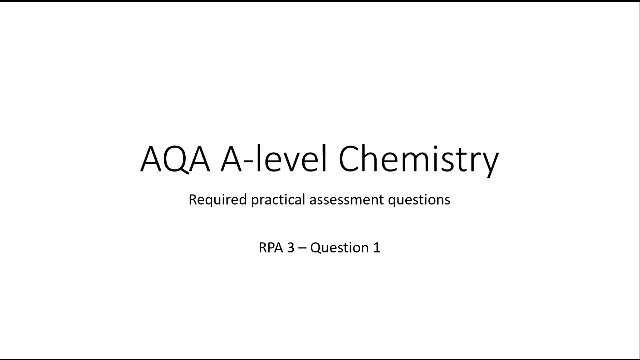 AQA A-level Chemistry
Required practical assessment questions
RPA 3 – Question 1